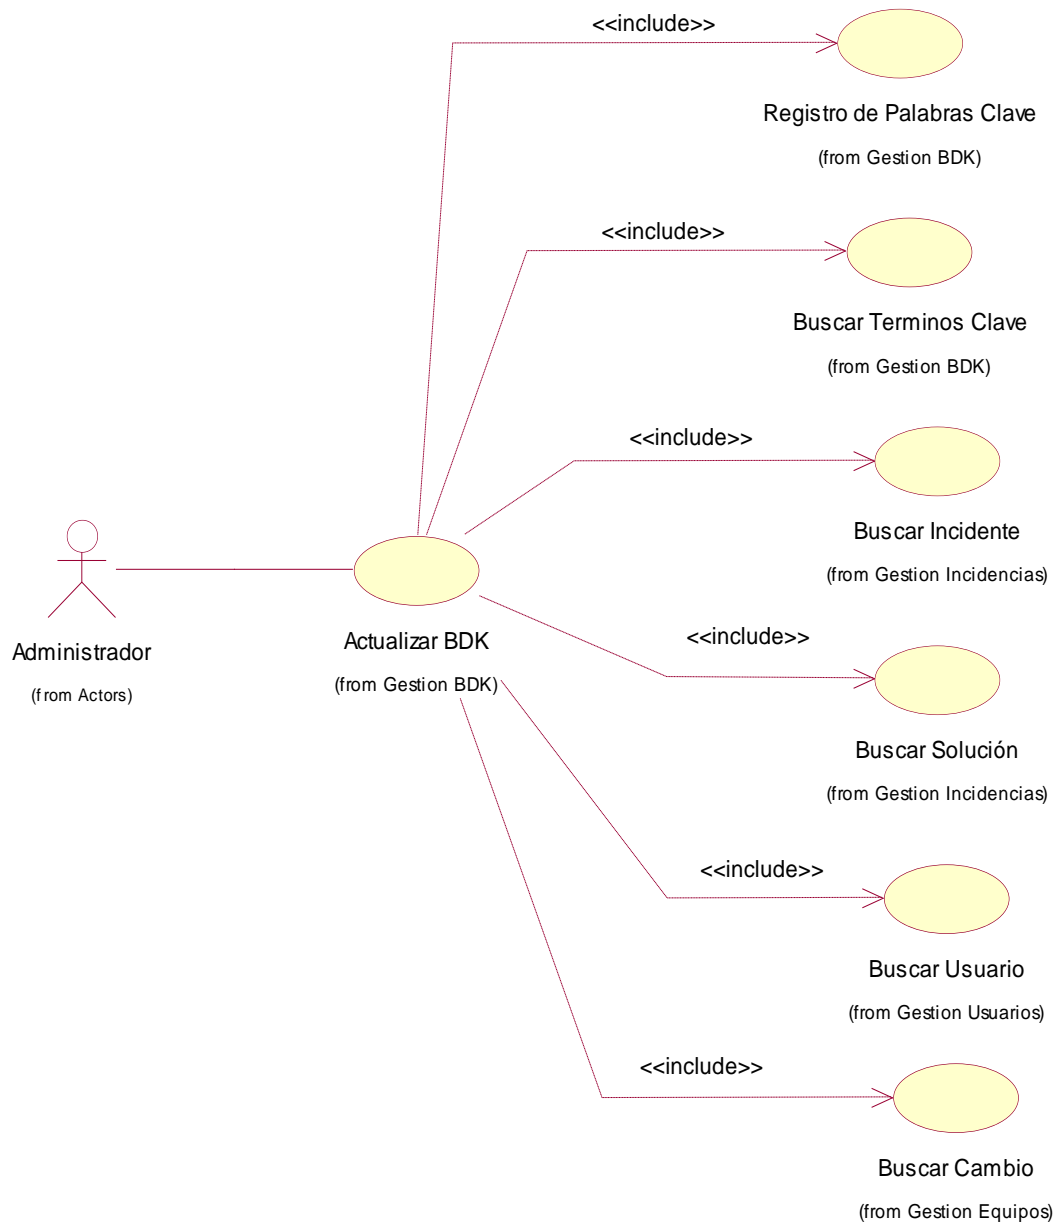 <<include>>
Registro de Palabras Clave
(from Gestion BDK)
<<include>>
Buscar Terminos Clave
(from Gestion BDK)
<<include>>
Buscar Incidente
(from Gestion Incidencias)
Administrador
(from Actors)
Actualizar BDK
(from Gestion BDK)
<<include>>
Buscar Solución
(from Gestion Incidencias)
<<include>>
Buscar Usuario
(from Gestion Usuarios)
<<include>>
Buscar Cambio
(from Gestion Equipos)